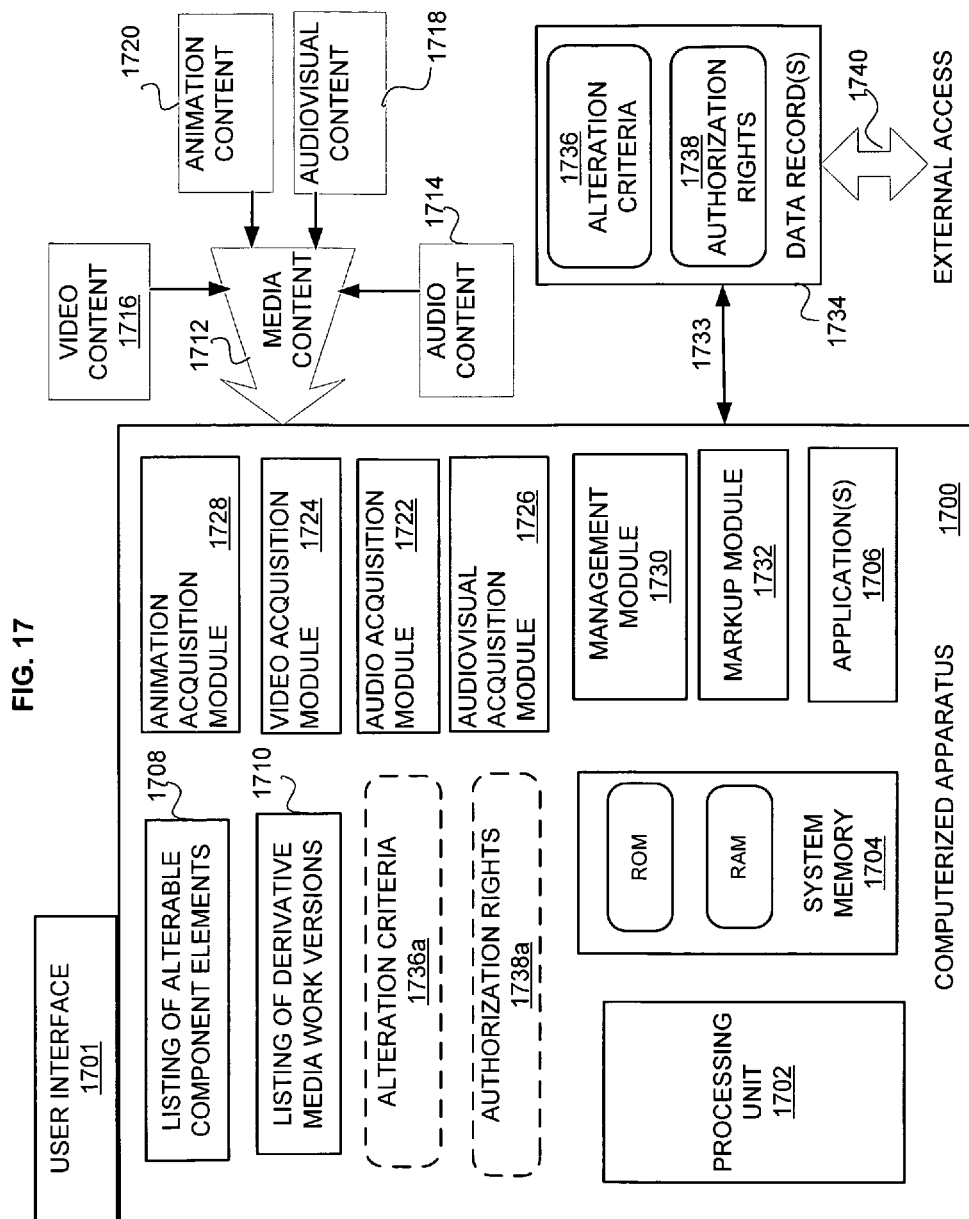 FIG. 17
USER INTERFACE
1701
LISTING OF ALTERABLE
COMPONENT ELEMENTS
1708
LISTING OF DERIVATIVE
MEDIA WORK VERSIONS
1710
ALTERATION CRITERIA
1736a
AUTHORIZATION RIGHTS
1738a
PROCESSING
UNIT
1702
ROM
RAM
SYSTEM
MEMORY
1704
ANIMATION
ACQUISITION
MODULE
1728
VIDEO ACQUISITION
MODULE
1724
AUDIO ACQUISITION
MODULE
1722
AUDIOVISUAL
ACQUISITION
MODULE
1726
MANAGEMENT
MODULE
1730
MARKUP MODULE
1732
APPLICATION(S)
1706
COMPUTERIZED APPARATUS
1700
VIDEO
CONTENT
1716
1712
MEDIA
CONTENT
AUDIO
CONTENT
1714
ANIMATION
CONTENT
1720
AUDIOVISUAL
CONTENT
1718
1733
1734
1736
ALTERATION
CRITERIA
1738
AUTHORIZATION
RIGHTS
DATA RECORD(S)
1740
EXTERNAL ACCESS